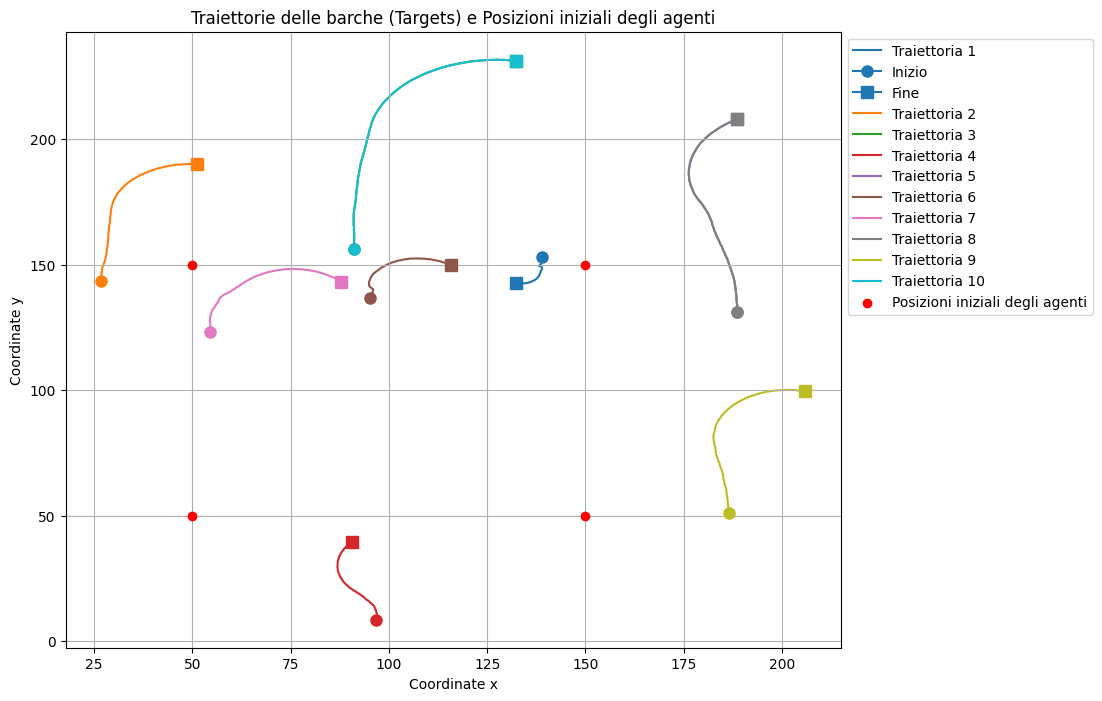 Traiettorie delle barche (Targets) e Posizioni iniziali degli agenti
Coordinate y
200
150
100
50
0
25 50 75 100 125 150 175 200
Coordinate x
Traiettoria 1
Inizio
Fine
Traiettoria 2
Traiettoria 3
Traiettoria 4
Traiettoria 5
Traiettoria 6
Traiettoria 7
Traiettoria 8
Traiettoria 9
Traiettoria 10
Posizioni iniziali degli agenti